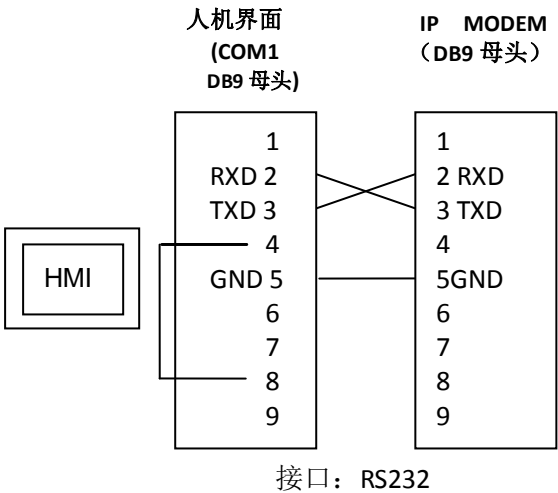 人机界面
(COM1
DB9 母头)
IP MODEM
（DB9 母头）
1
RXD 2
TXD 3
4
GND 5
6
7
8
9
1
2 RXD
3 TXD
4
5GND
6
7
8
9
HMI
接口：RS232